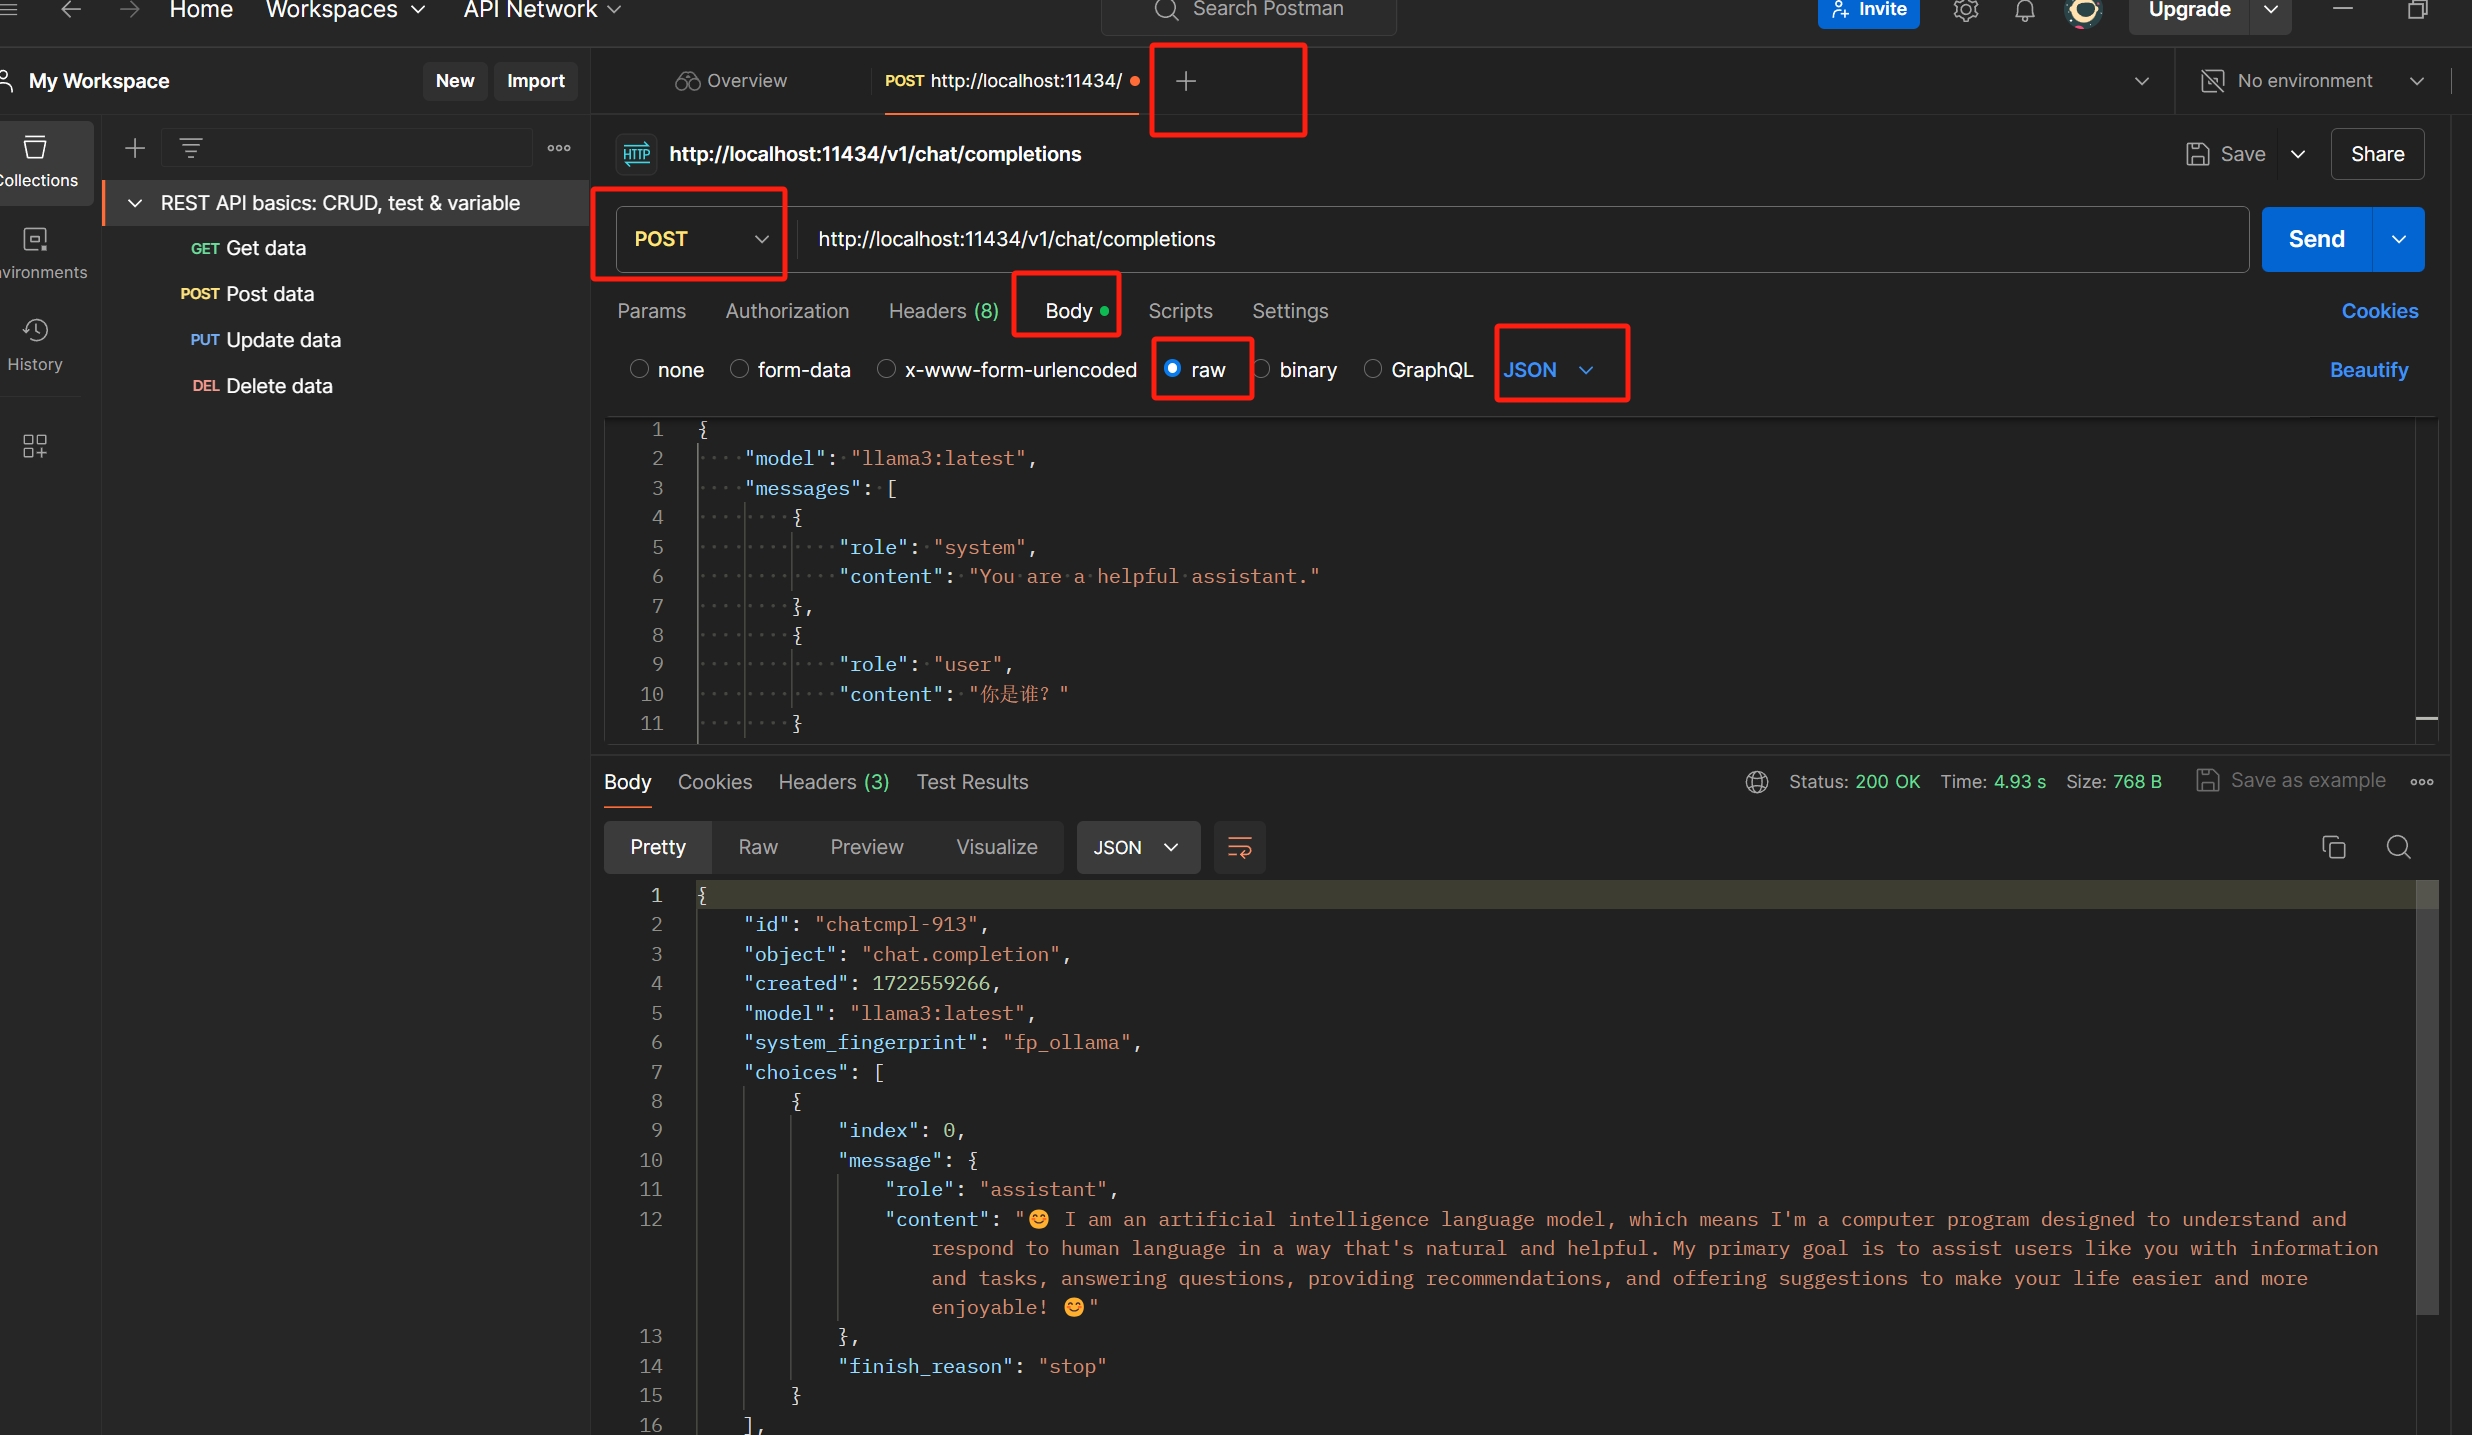 Home Workspaces API Network Search Postman Invite Upgrade
My Workspace New Import Overview POST http://localhost:11434/ No environment
Collections
HTTP http://localhost:11434/v1/chat/completions Save Share
REST API basics: CRUD, test & variable
POST http://localhost:11434/v1/chat/completions Send
GET Get data
Environments
POST Post data
Params Authorization Headers (8) Body Scripts Settings Cookies
PUT Update data
History
none form-data x-www-form-urlencoded raw binary GraphQL JSON Beautify
DEL Delete data
1 {
2 "model": "llama3:latest",
3 "messages": [
4 {
5 "role": "system",
6 "content": "You are a helpful assistant."
7 },
8 {
9 "role": "user",
10 "content": "你是谁？"
11 }
Body Cookies Headers (3) Test Results Status: 200 OK Time: 4.93 s Size: 768 B Save as example
Pretty Raw Preview Visualize JSON
1 {
2 "id": "chatcmpl-913",
3 "object": "chat.completion",
4 "created": 1722559266,
5 "model": "llama3:latest",
6 "system_fingerprint": "fp_ollama",
7 "choices": [
8 {
9 "index": 0,
10 "message": {
11 "role": "assistant",
12 "content": "😊 I am an artificial intelligence language model, which means I'm a computer program designed to understand and
respond to human language in a way that's natural and helpful. My primary goal is to assist users like you with information
and tasks, answering questions, providing recommendations, and offering suggestions to make your life easier and more
enjoyable! 😊"
13 },
14 "finish_reason": "stop"
15 }
16 ],